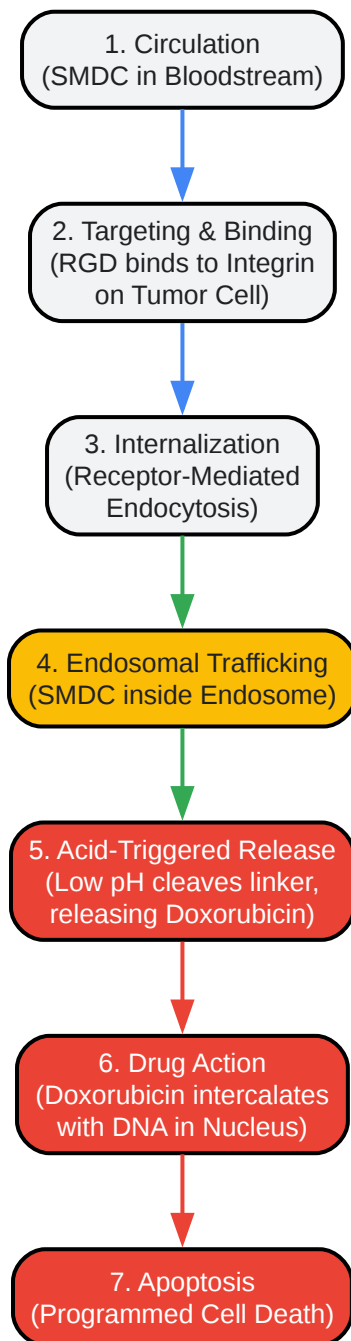 1. Circulation
(SMDC in Bloodstream)
2. Targeting & Binding
(RGD binds to Integrin
on Tumor Cell)
3. Internalization
(Receptor-Mediated
Endocytosis)
4. Endosomal Trafficking
(SMDC inside Endosome)
5. Acid-Triggered Release
(Low pH cleaves linker,
releasing Doxorubicin)
6. Drug Action
(Doxorubicin intercalates
with DNA in Nucleus)
7. Apoptosis
(Programmed Cell Death)